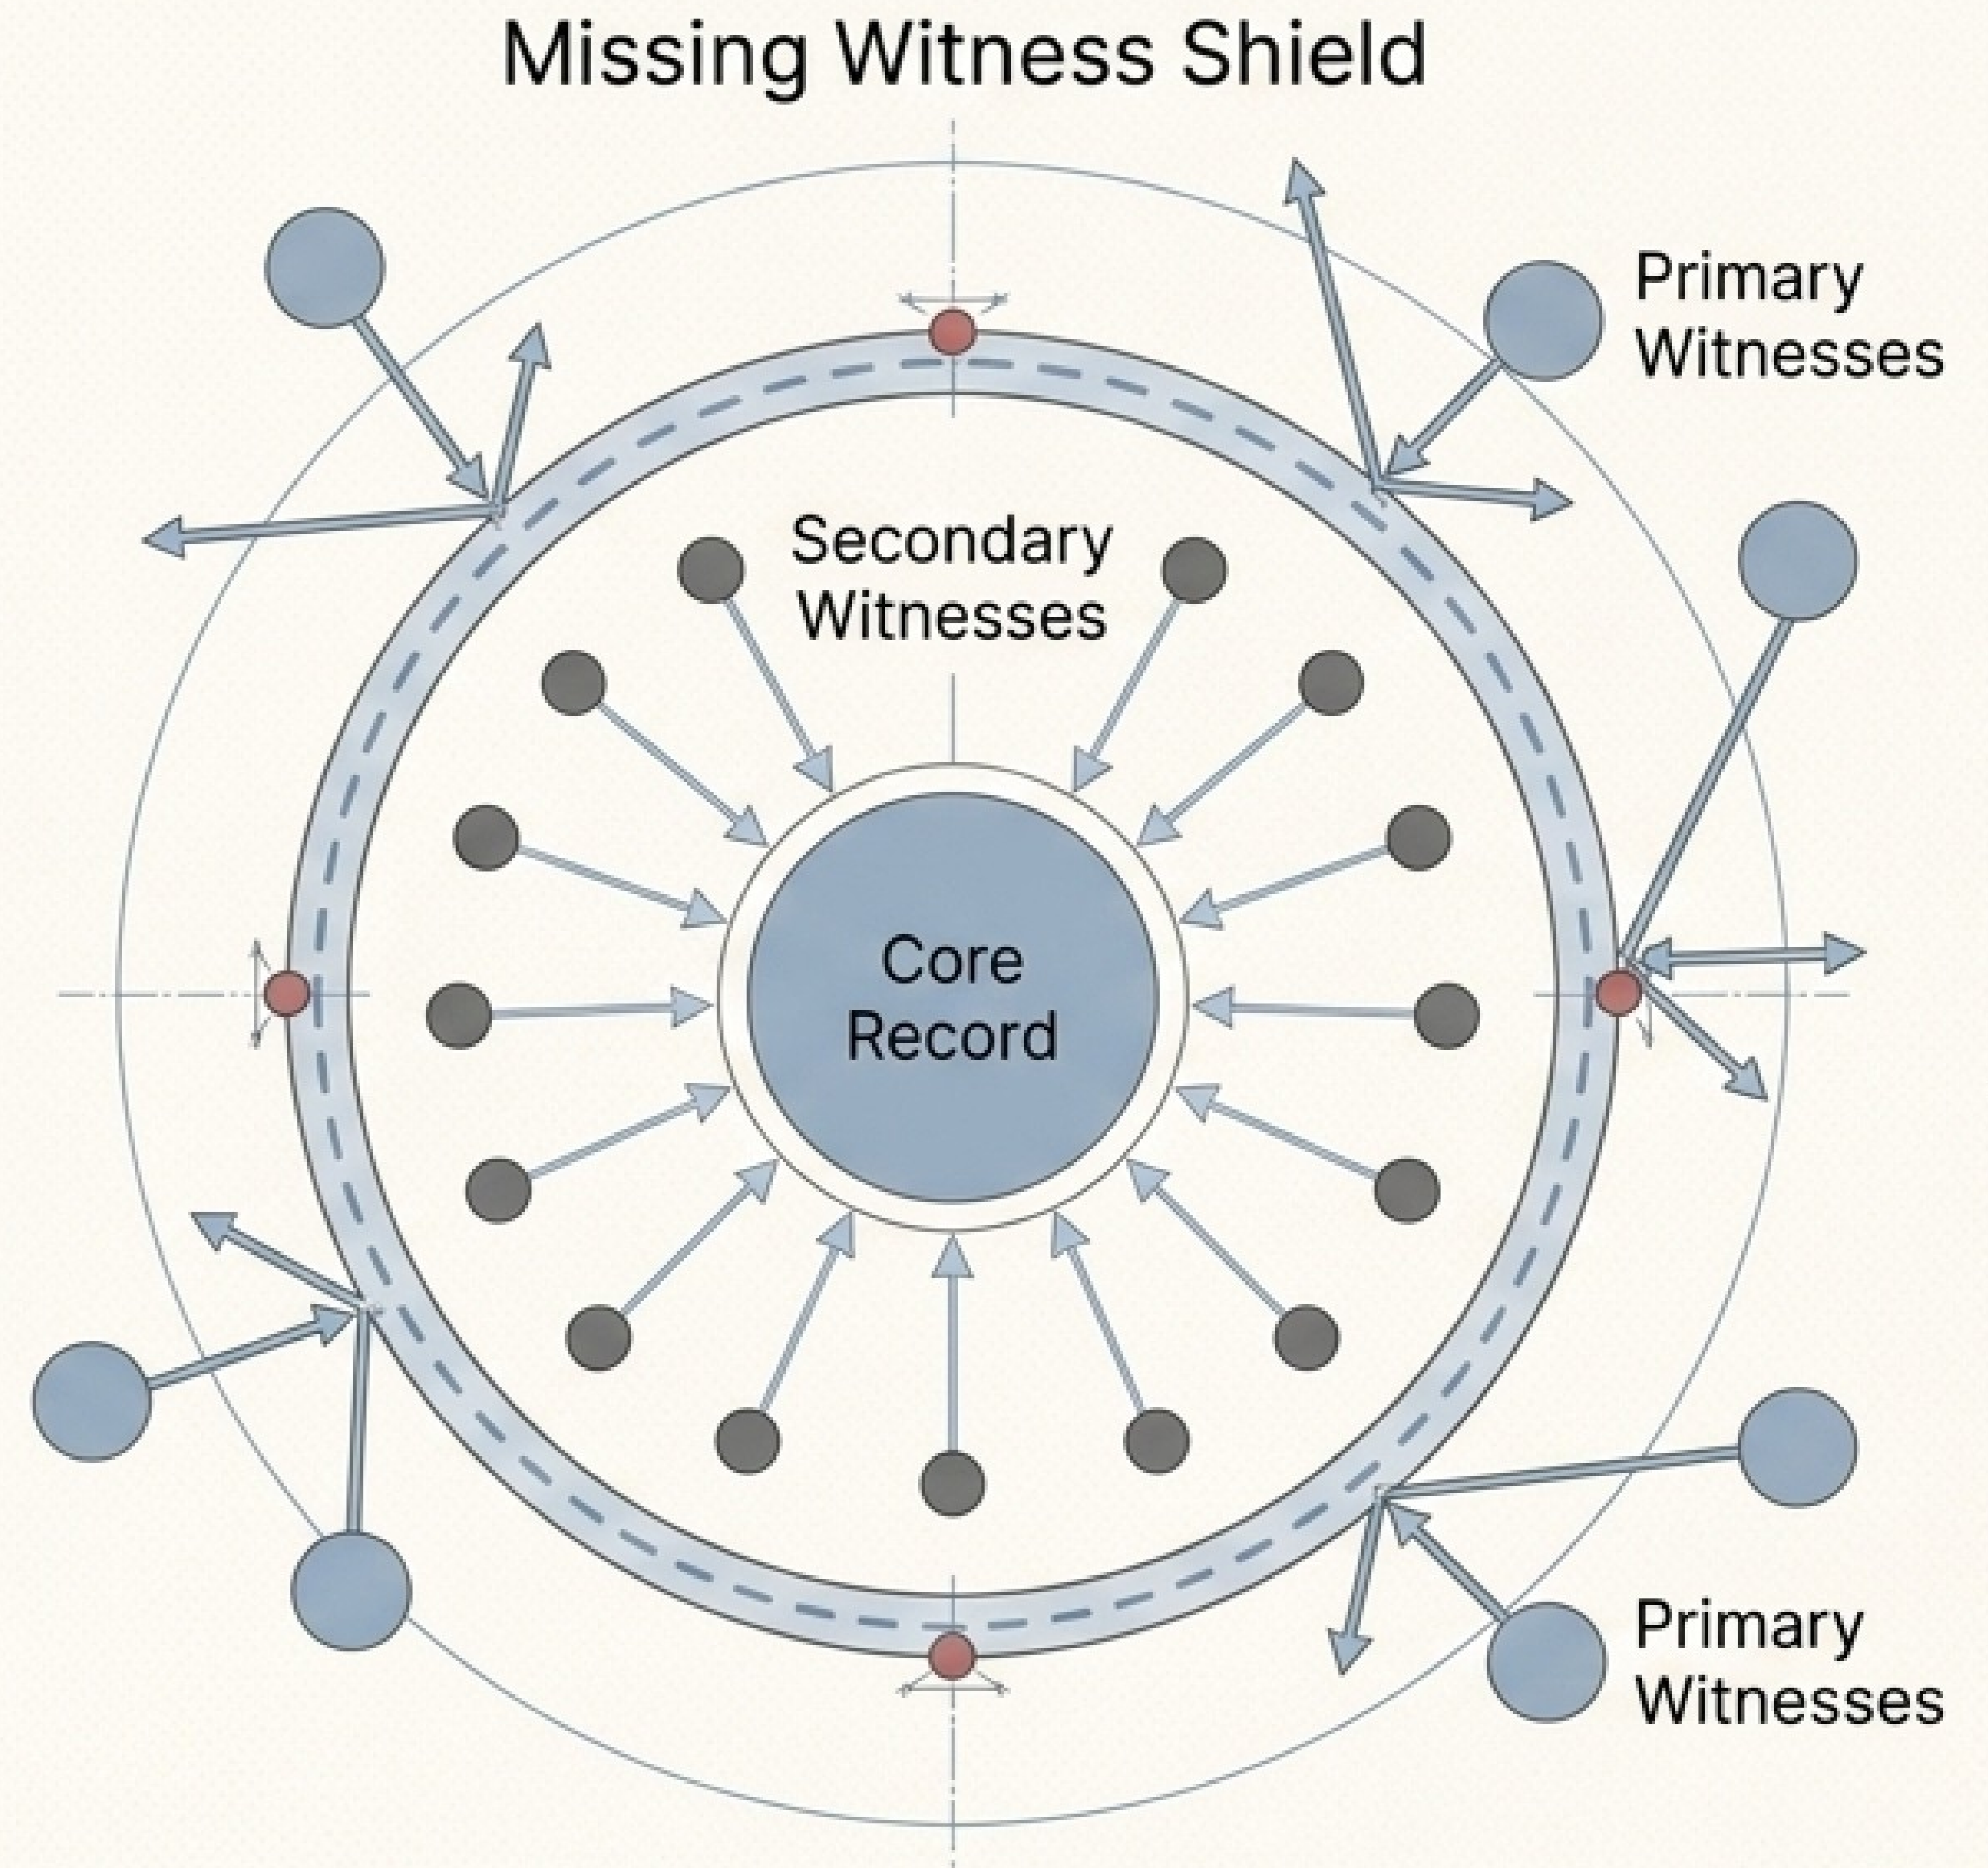 Missing Witness Shield
Primary
Witnesses
Secondary
Witnesses
Core
Record
Primary
Witnesses